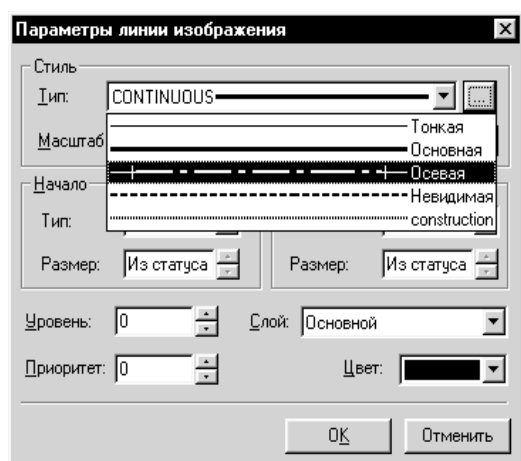 Параметры линии изображения
Стиль
Тип: CONTINUOUS ...
Масштаб
Тонкая
Основная
Осевая
Невидимая
construction
Начало
Тип:
Размер: Из статуса Размер: Из статуса
Уровень: 0 Слой: Основной
Приоритет: 0 Цвет:
OK Отменить